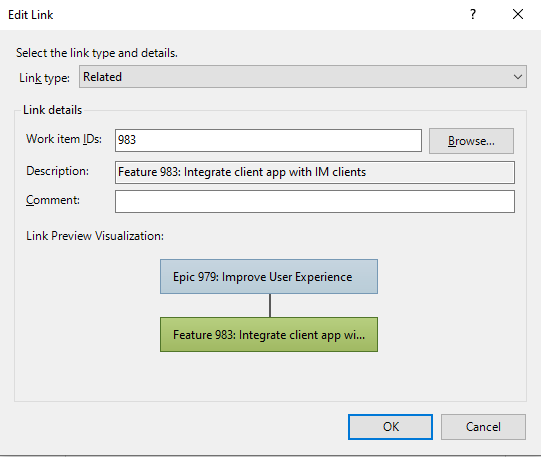 Edit Link
?
Select the link type and details.
Link type: Related
Link details
Work item IDs: 983 Browse...
Description: Feature 983: Integrate client app with IM clients
Comment:
Link Preview Visualization:
Epic 979: Improve User Experience
Feature 983: Integrate client app wi...
OK Cancel